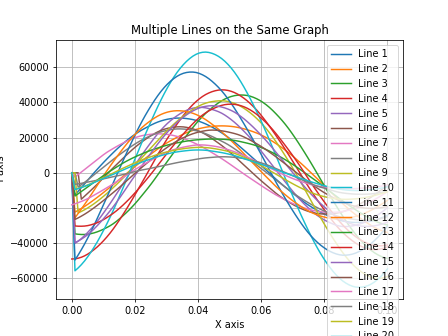 Multiple Lines on the Same Graph
60000
40000
20000
0
−20000
−40000
−60000
0.00
0.02
0.04
0.06
X axis
axis
Line 1
Line 2
Line 3
Line 4
Line 5
Line 6
Line 7
Line 8
Line 9
Line 10
Line 11
Line 12
Line 13
Line 14
Line 15
Line 16
Line 17
Line 18
Line 19
Line 20